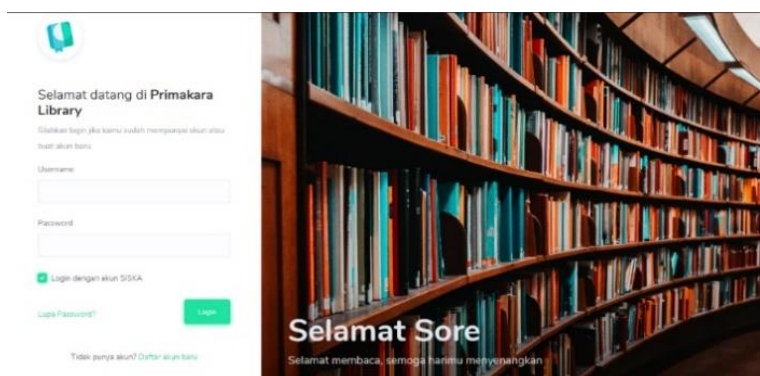 Selamat datang di Primakara
Library
Silahkan login jika kamu sudah mempunyai akun atau
buat akun baru
Username
Password
Login dengan akun SISKA
Lupa Password?
Login
Tidak punya akun? Daftar akun baru
Selamat Sore
Selamat membaca, semoga harimu menyenangkan